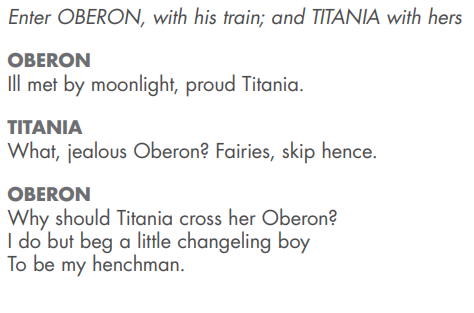 Enter OBERON, with his train; and TITANIA with hers
OBERON
Ill met by moonlight, proud Titania.
TITANIA
What, jealous Oberon? Fairies, skip hence.
OBERON
Why should Titania cross her Oberon?
I do but beg a little changeling boy
To be my henchman.